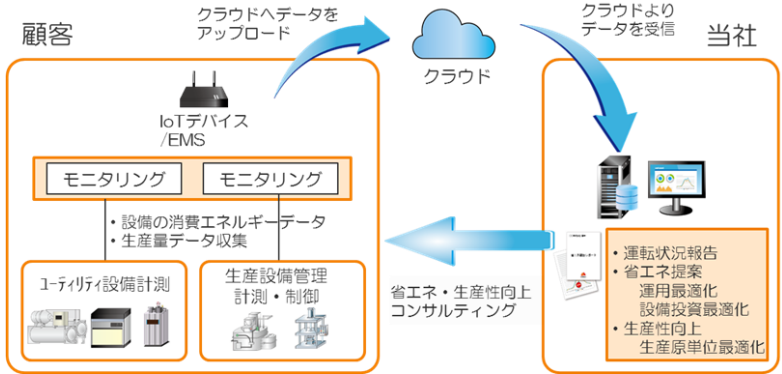 顧客
クラウドへデータを
アップロード
クラウド
クラウドより
データを受信
当社
IoTデバイス
/EMS
モニタリング
モニタリング
・設備の消費エネルギーデータ
・生産量データ収集
ユーティリティ設備計測
生産設備管理
計測・制御
省エネ・生産性向上
コンサルティング
・運転状況報告
・省エネ提案
運用最適化
設備投資最適化
・生産性向上
生産原単位最適化